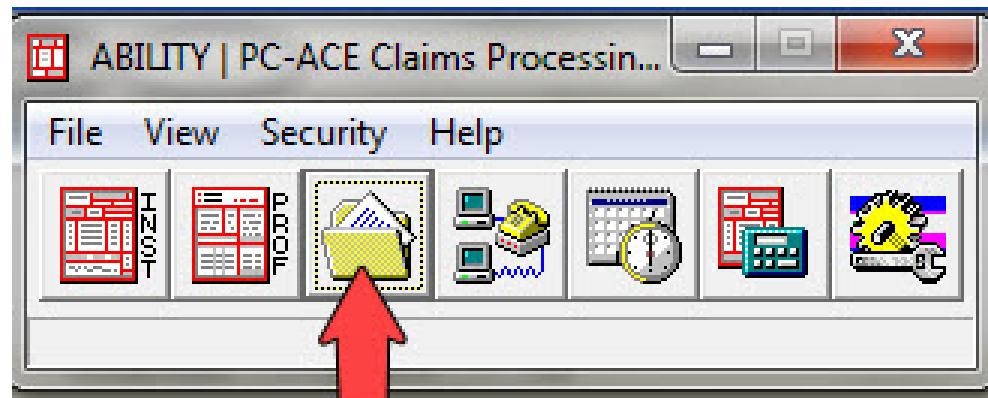 ABILITY | PC-ACE Claims Processin...
File View Security Help
INST
PROF